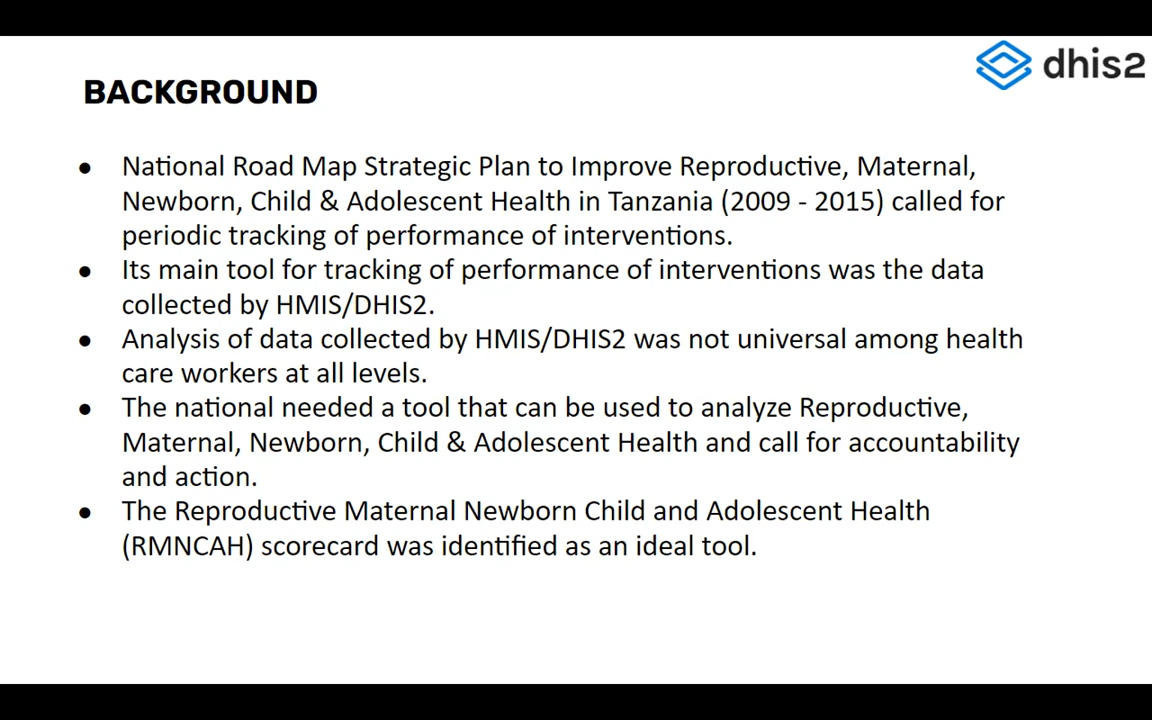 dhis2
BACKGROUND
● National Road Map Strategic Plan to Improve Reproductive, Maternal,
Newborn, Child & Adolescent Health in Tanzania (2009 - 2015) called for
periodic tracking of performance of interventions.
● Its main tool for tracking of performance of interventions was the data
collected by HMIS/DHIS2.
● Analysis of data collected by HMIS/DHIS2 was not universal among health
care workers at all levels.
● The national needed a tool that can be used to analyze Reproductive,
Maternal, Newborn, Child & Adolescent Health and call for accountability
and action.
● The Reproductive Maternal Newborn Child and Adolescent Health
(RMNCAH) scorecard was identified as an ideal tool.